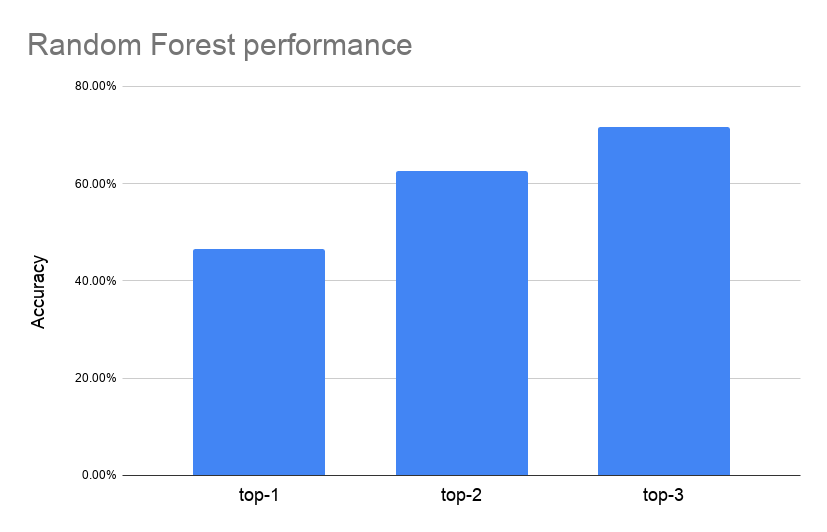 Random Forest performance
80.00%
60.00%
40.00%
20.00%
0.00%
Accuracy
top-1
top-2
top-3